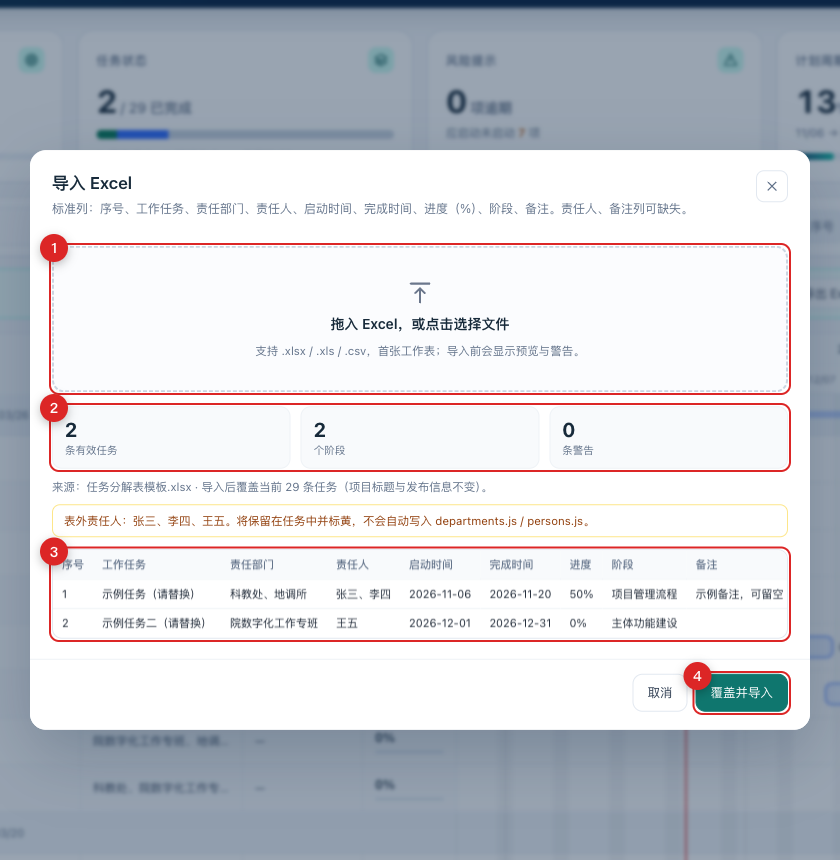 任务状态
2 / 29 已完成
风险提示
0 项逾期
7 项
13
导入 Excel
标准列：序号、工作任务、责任部门、责任人、启动时间、完成时间、进度（%）、阶段、备注。责任人、备注列可缺失。
1
拖入 Excel，或点击选择文件
支持 .xlsx / .xls / .csv，首张工作表；导入前会显示预览与警告。
2
2
条有效任务
2
个阶段
0
条警告
来源：任务分解表模板.xlsx · 导入后覆盖当前 29 条任务（项目标题与发布信息不变）。
表外责任人：张三、李四、王五。将保留在任务中并标黄，不会自动写入 departments.js / persons.js。
3
序号 工作任务 责任部门 责任人 启动时间 完成时间 进度 阶段 备注
1 示例任务（请替换） 科教处、地调所 张三、李四 2026-11-06 2026-11-20 50% 项目管理流程 示例备注，可留空
2 示例任务二（请替换） 院数字化工作专班 王五 2026-12-01 2026-12-31 0% 主体功能建设
4
取消
覆盖并导入
0%
0%